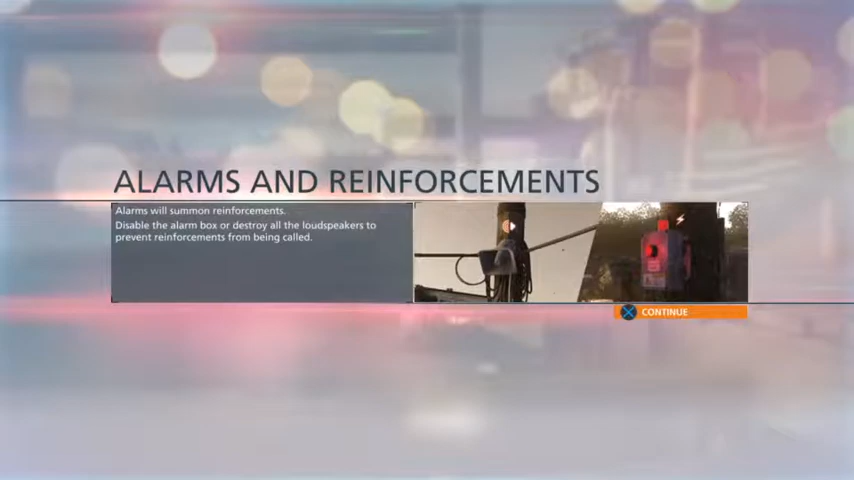 ALARMS AND REINFORCEMENTS
Alarms will summon reinforcements.
Disable the alarm box or destroy all the loudspeakers to
prevent reinforcements from being called.
CONTINUE